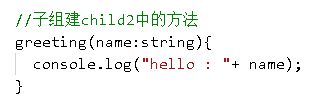 //子组建child2中的方法
greeting(name:string){
  console.log("hello : "+ name);
}